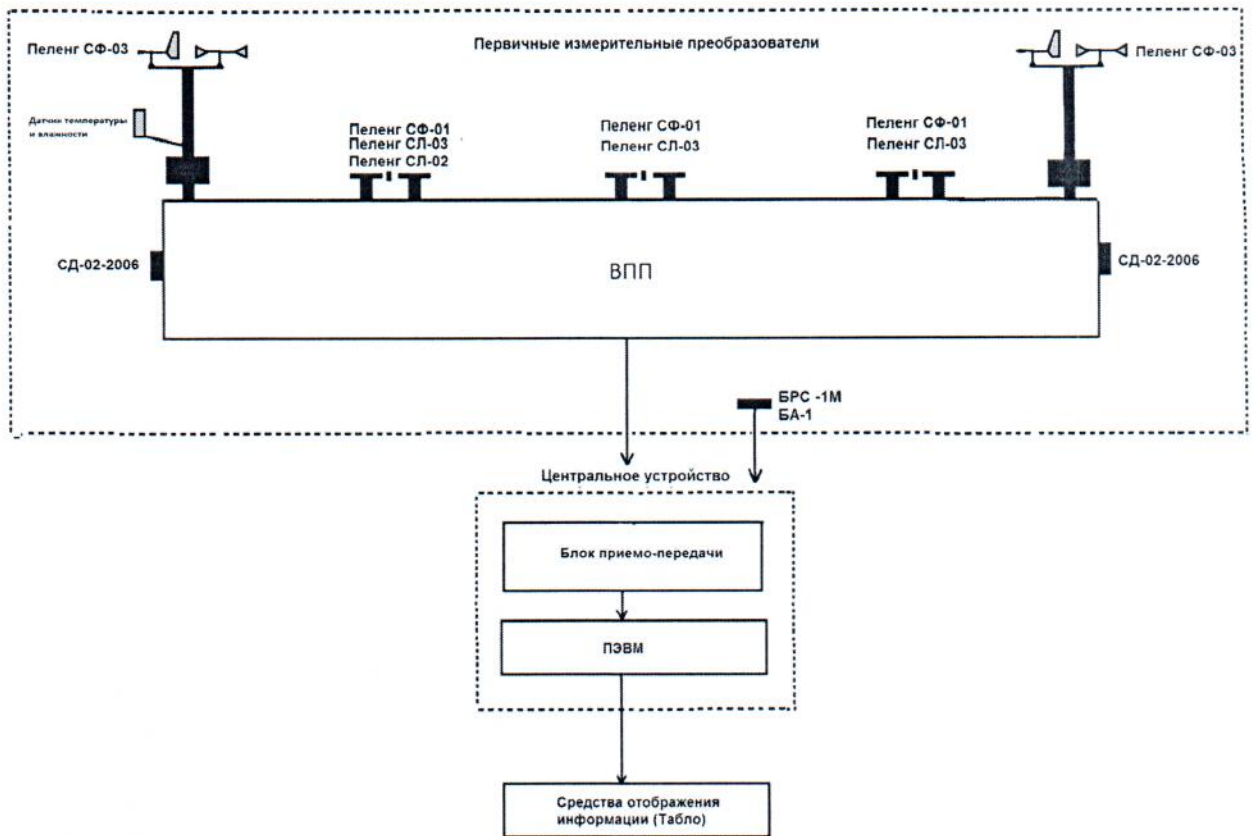 Первичные измерительные преобразователи
Пеленг СФ-03
Пеленг СФ-03
Датчик температуры
и влажности
Пеленг СФ-01
Пеленг СЛ-03
Пеленг СЛ-02
Пеленг СФ-01
Пеленг СЛ-03
Пеленг СФ-01
Пеленг СЛ-03
СД-02-2006
ВПП
СД-02-2006
БРС -1М
БА-1
Центральное устройство
Блок приемо-передачи
ПЭВМ
Средства отображения
информации (Табло)